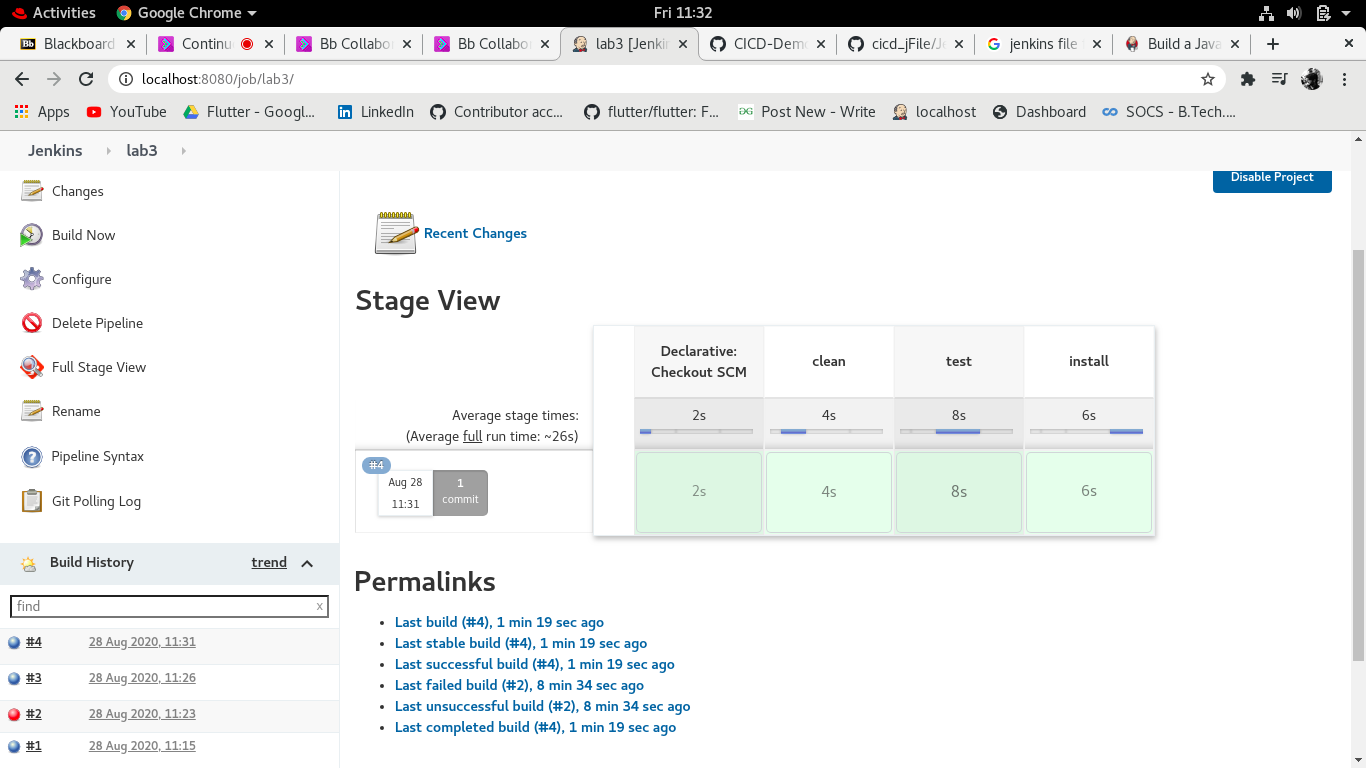 Activities Google Chrome Fri 11:32
Blackboard Continu Bb Collabo Bb Collabo lab3 [Jenkin CICD-Demo cicd_jFile/Je jenkins file Build a Java
localhost:8080/job/lab3/
Apps YouTube Flutter - Googl... LinkedIn Contributor acc... flutter/flutter: F... Post New - Write localhost Dashboard SOCS - B.Tech....
Jenkins lab3
Changes
Build Now
Configure
Delete Pipeline
Full Stage View
Rename
Pipeline Syntax
Git Polling Log
Build History trend
find x
#4 28 Aug 2020, 11:31
#3 28 Aug 2020, 11:26
#2 28 Aug 2020, 11:23
#1 28 Aug 2020, 11:15
Disable Project
Recent Changes
Stage View
Declarative:
Checkout SCM
clean
test
install
Average stage times:
(Average full run time: ~26s)
2s 4s 8s 6s
#4
Aug 28
11:31
1
commit
2s 4s 8s 6s
Permalinks
Last build (#4), 1 min 19 sec ago
Last stable build (#4), 1 min 19 sec ago
Last successful build (#4), 1 min 19 sec ago
Last failed build (#2), 8 min 34 sec ago
Last unsuccessful build (#2), 8 min 34 sec ago
Last completed build (#4), 1 min 19 sec ago